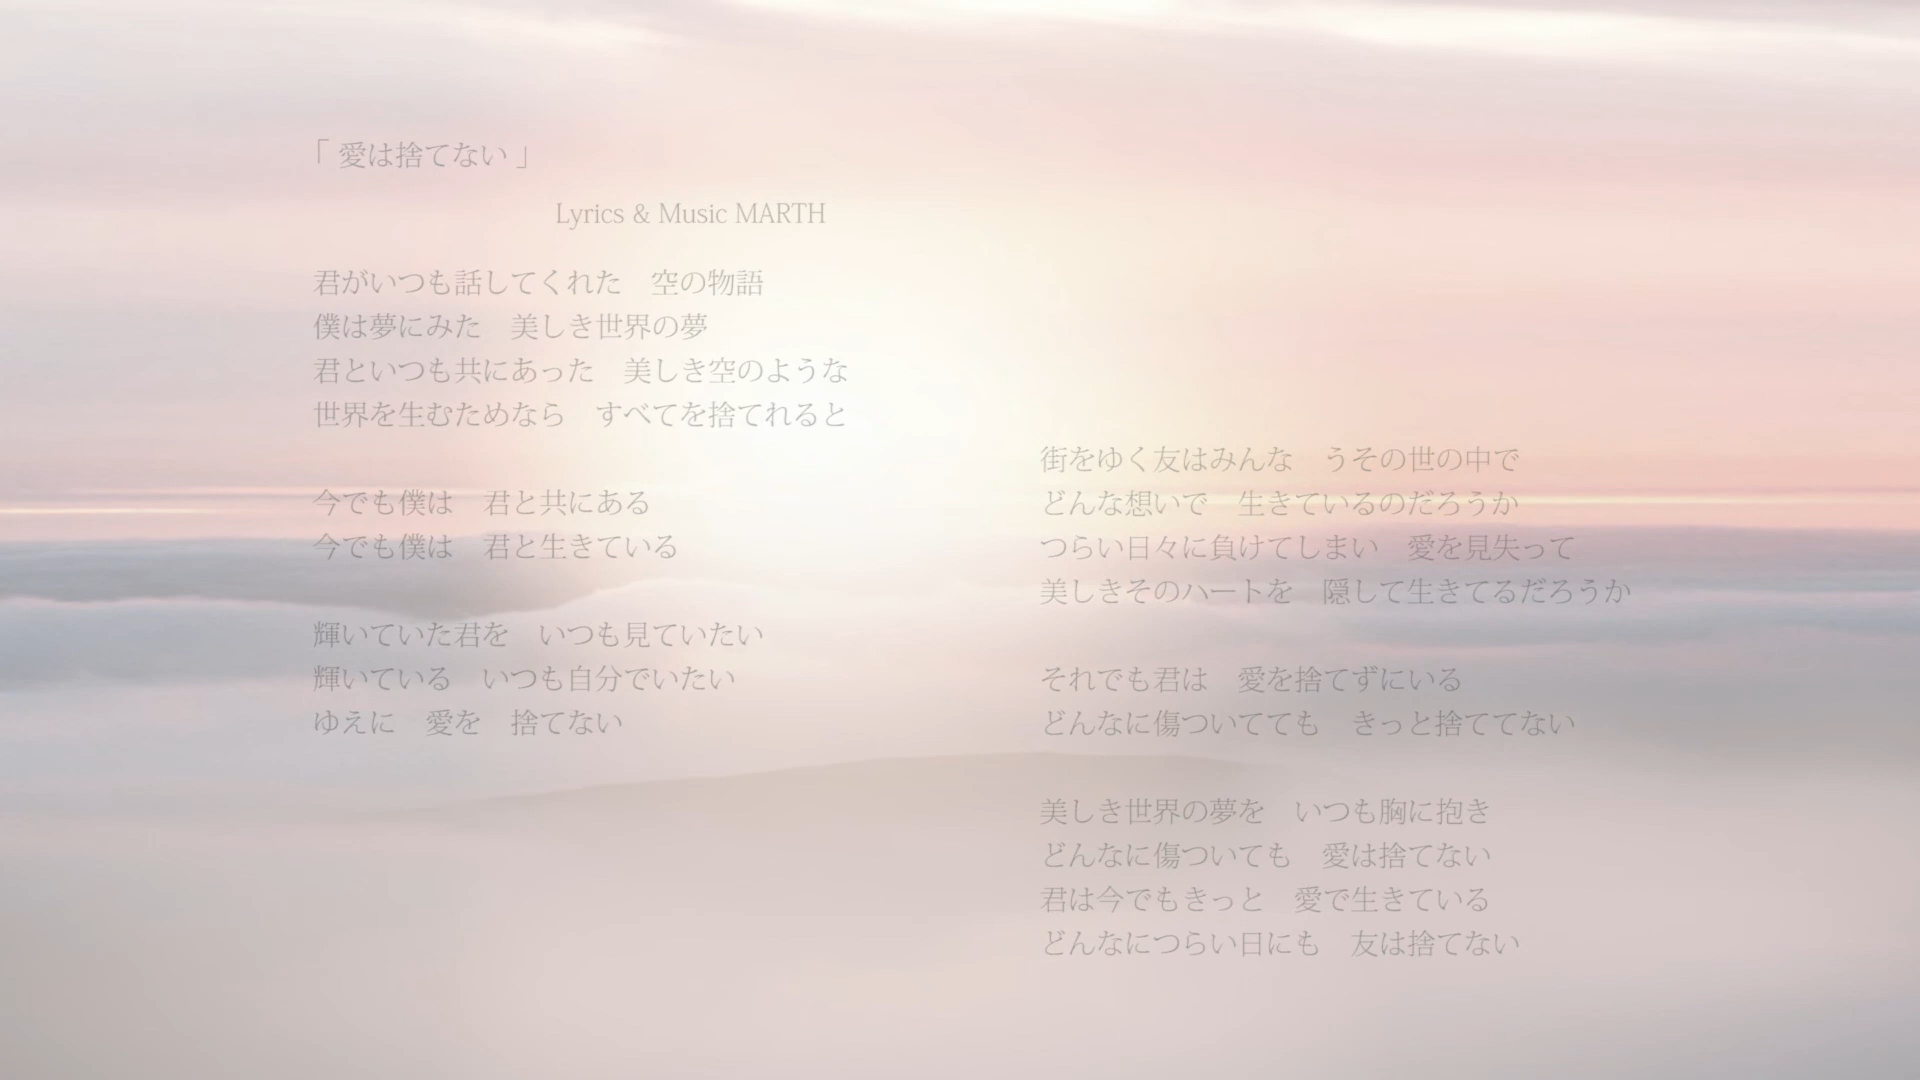 「 愛は捨てない 」
Lyrics & Music MARTH
君がいつも話してくれた　空の物語
僕は夢にみた　美しき世界の夢
君といつも共にあった　美しき空のような
世界を生むためなら　すべてを捨てれると
今でも僕は　君と共にある
今でも僕は　君と生きている
輝いていた君を　いつも見ていたい
輝いている　いつも自分でいたい
ゆえに　愛を　捨てない
街をゆく友はみんな　うその世の中で
どんな想いで　生きているのだろうか
つらい日々に負けてしまい　愛を見失って
美しきそのハートを　隠して生きてるだろうか
それでも君は　愛を捨てずにいる
どんなに傷ついてても　きっと捨ててない
美しき世界の夢を　いつも胸に抱き
どんなに傷ついても　愛は捨てない
君は今でもきっと　愛で生きている
どんなにつらい日にも　友は捨てない